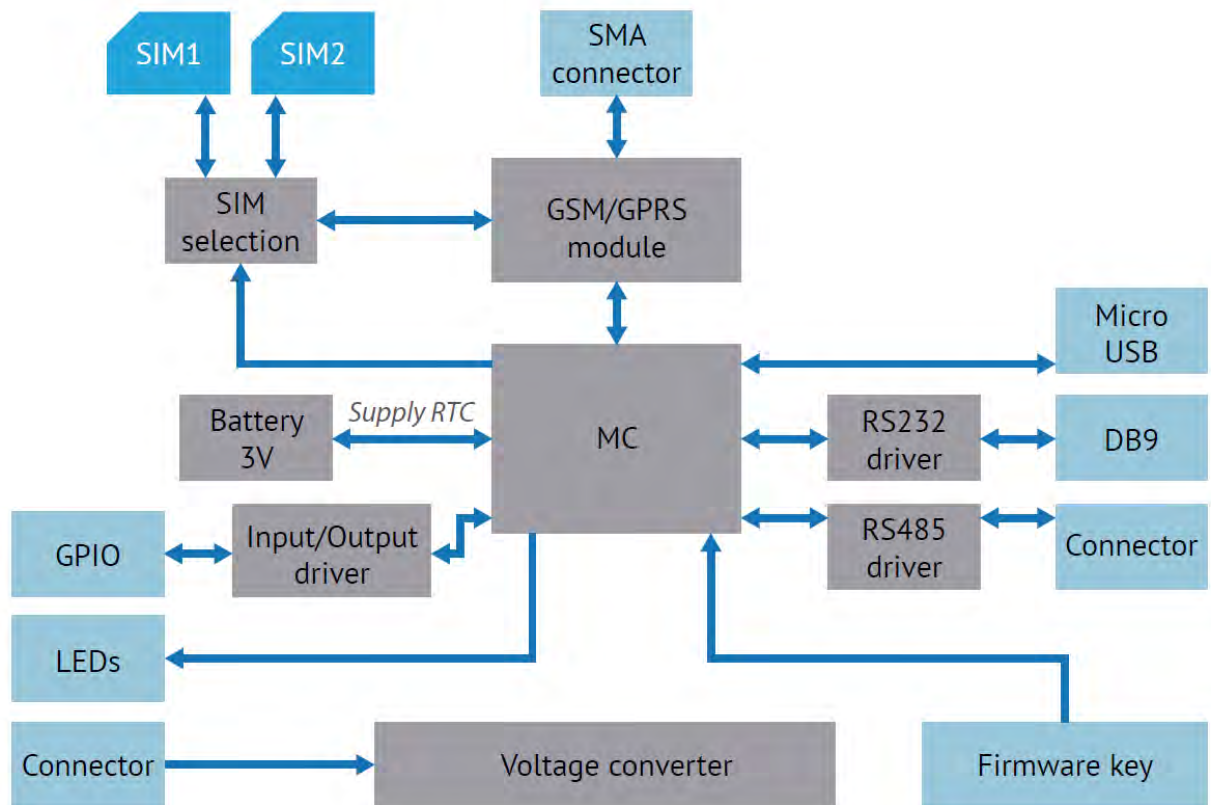 SIM1
SIM2
SMA
connector
SIM
selection
GSM/GPRS
module
Micro
USB
Battery
3V
Supply RTC
MC
RS232
driver
DB9
GPIO
Input/Output
driver
RS485
driver
Connector
LEDs
Connector
Voltage converter
Firmware key